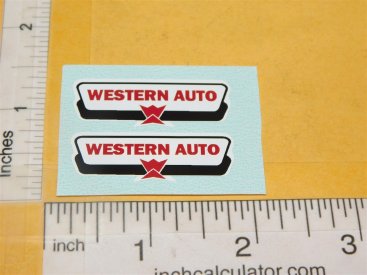 2
1
Inches
WESTERN AUTO
WESTERN AUTO
inch 1 2 3
inchcalculator.com